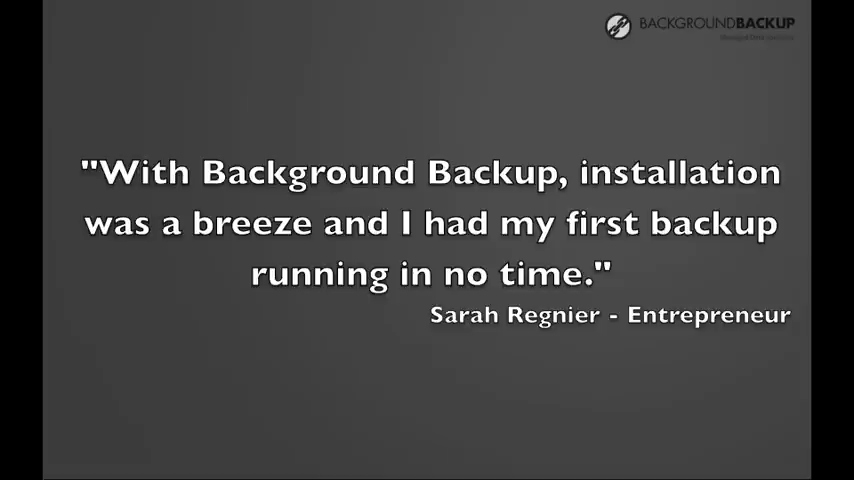 BACKGROUNDBACKUP
"With Background Backup, installation
was a breeze and I had my first backup
running in no time."
Sarah Regnier - Entrepreneur